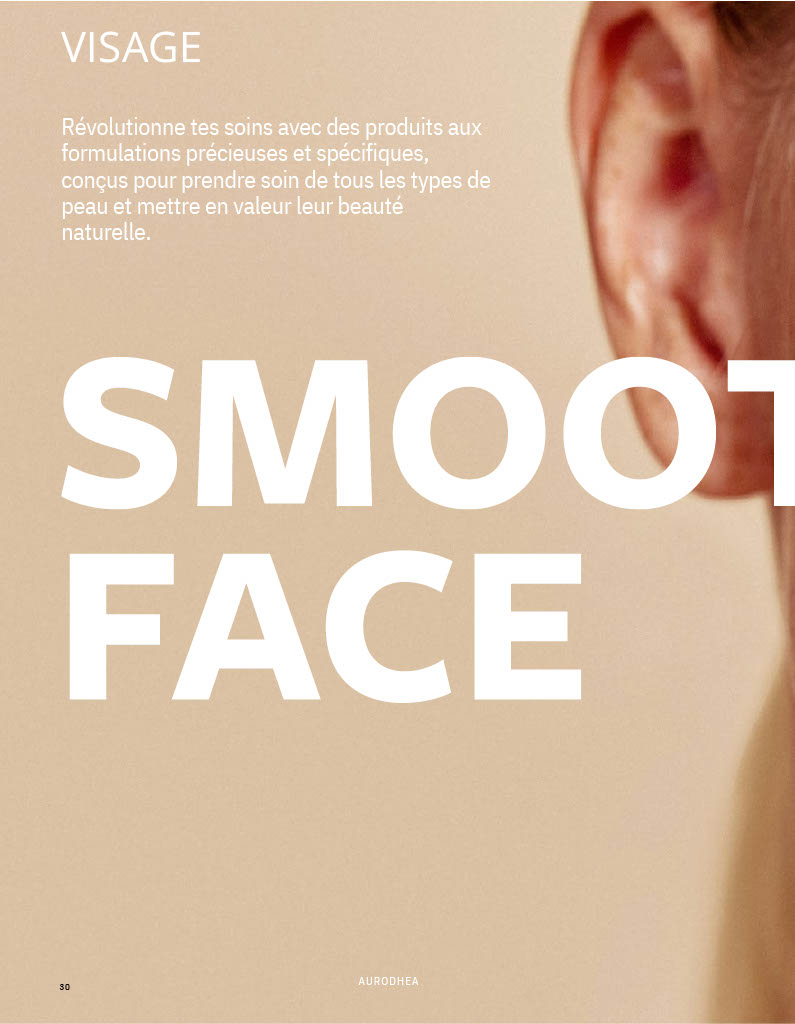 VISAGE
Révolutionne tes soins avec des produits aux
formulations précieuses et spécifiques,
conçus pour prendre soin de tous les types de
peau et mettre en valeur leur beauté
naturelle.
SMOOT
FACE
AURODHEA
30